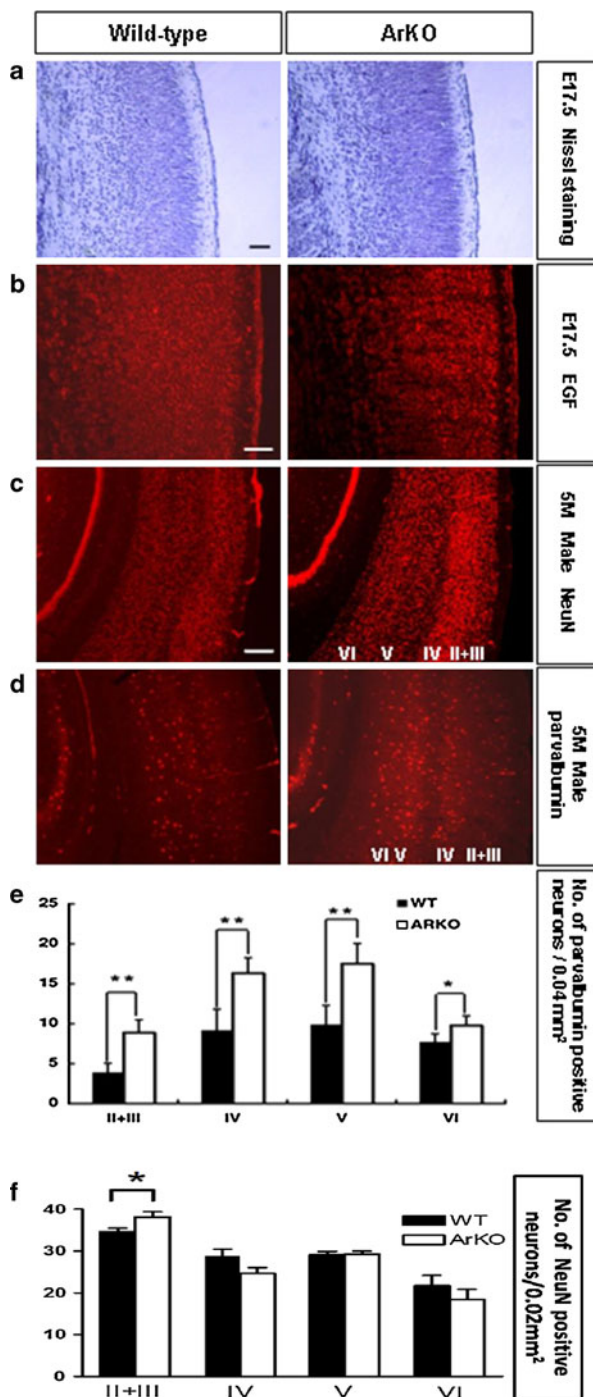 Wild-type
ArKO
a
E17.5 Nissl staining
b
E17.5 EGF
c
VI V IV II+III
5M Male NeuN
d
VI V IV II+III
5M Male
parvalbumin
e
WT
ARKO
25
20
15
10
5
0
** ** ** *
II+III IV V VI
No. of parvalbumin positive
neurons / 0.04 mm²
f
WT
ArKO
40
30
20
10
0
*
II+III IV V VI
No. of NeuN positive
neurons/0.02mm²